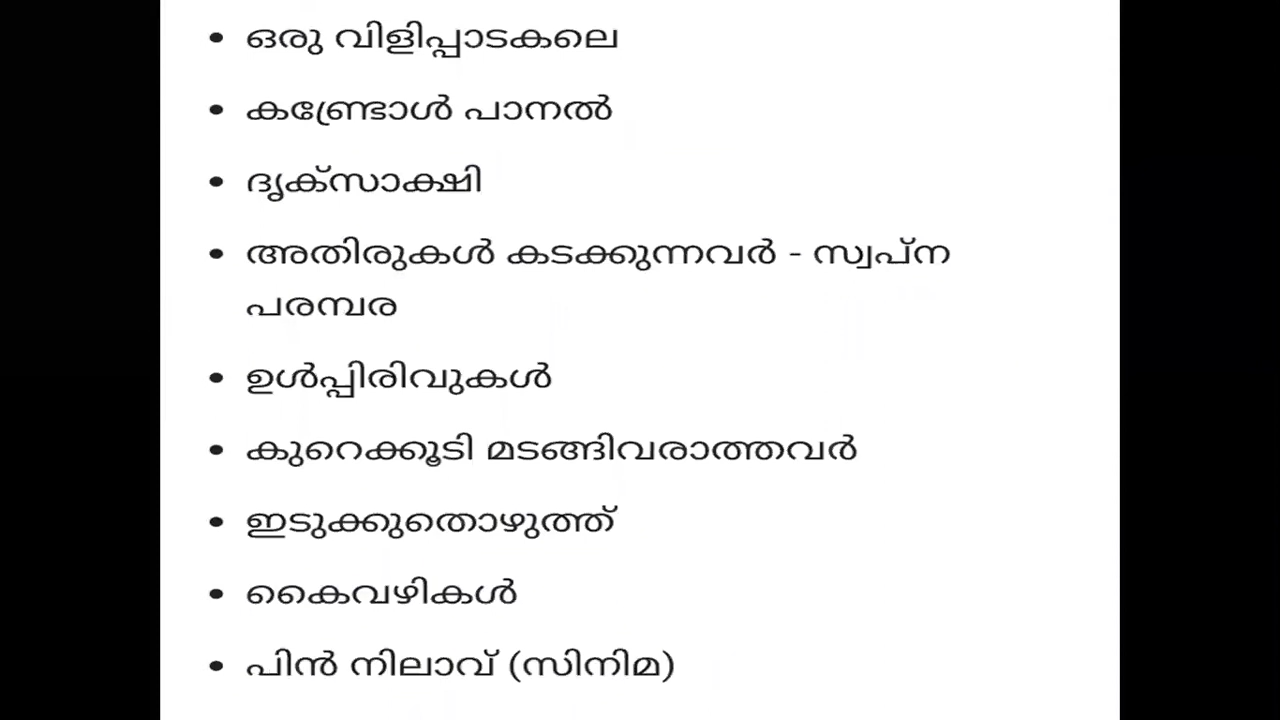 • ഒരു വിളിപ്പാടകലെ
• കണ്ട്രോൾ പാനൽ
• ദൃക്‌സാക്ഷി
• അതിരുകൾ കടക്കുന്നവർ - സ്വപ്ന
പരമ്പര
• ഉൾപ്പിരിവുകൾ
• കുറെക്കൂടി മടങ്ങിവരാത്തവർ
• ഇടുക്കുതൊഴുത്ത്
• കൈവഴികൾ
• പിൻ നിലാവ് (സിനിമ)